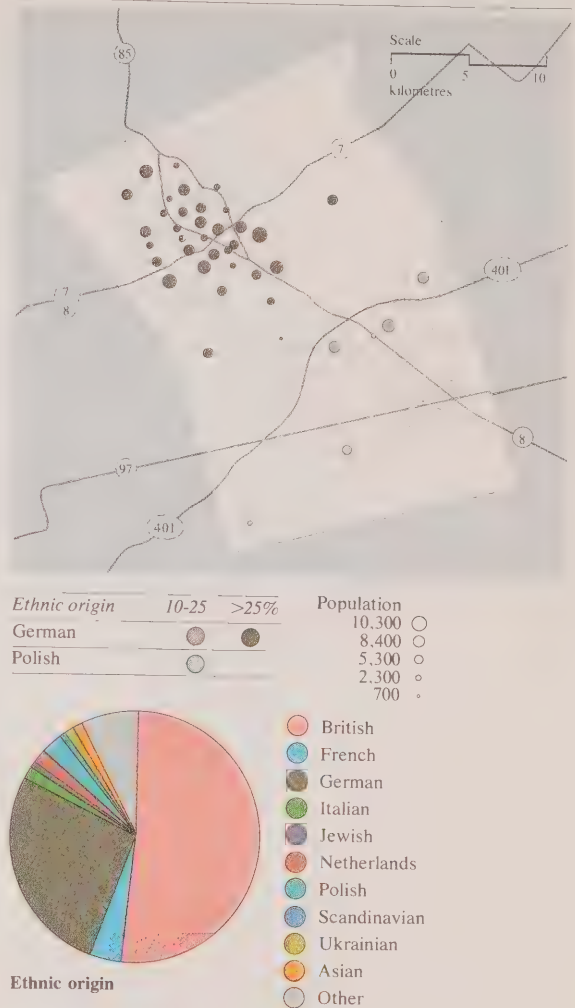 85
Scale
0 5 10
kilometres
7
401
7
8
8
97
401
Ethnic origin 10-25 >25%
German
Polish
Population
10,300
8,400
5,300
2,300
700
British
French
German
Italian
Jewish
Netherlands
Polish
Scandinavian
Ukrainian
Asian
Other
Ethnic origin